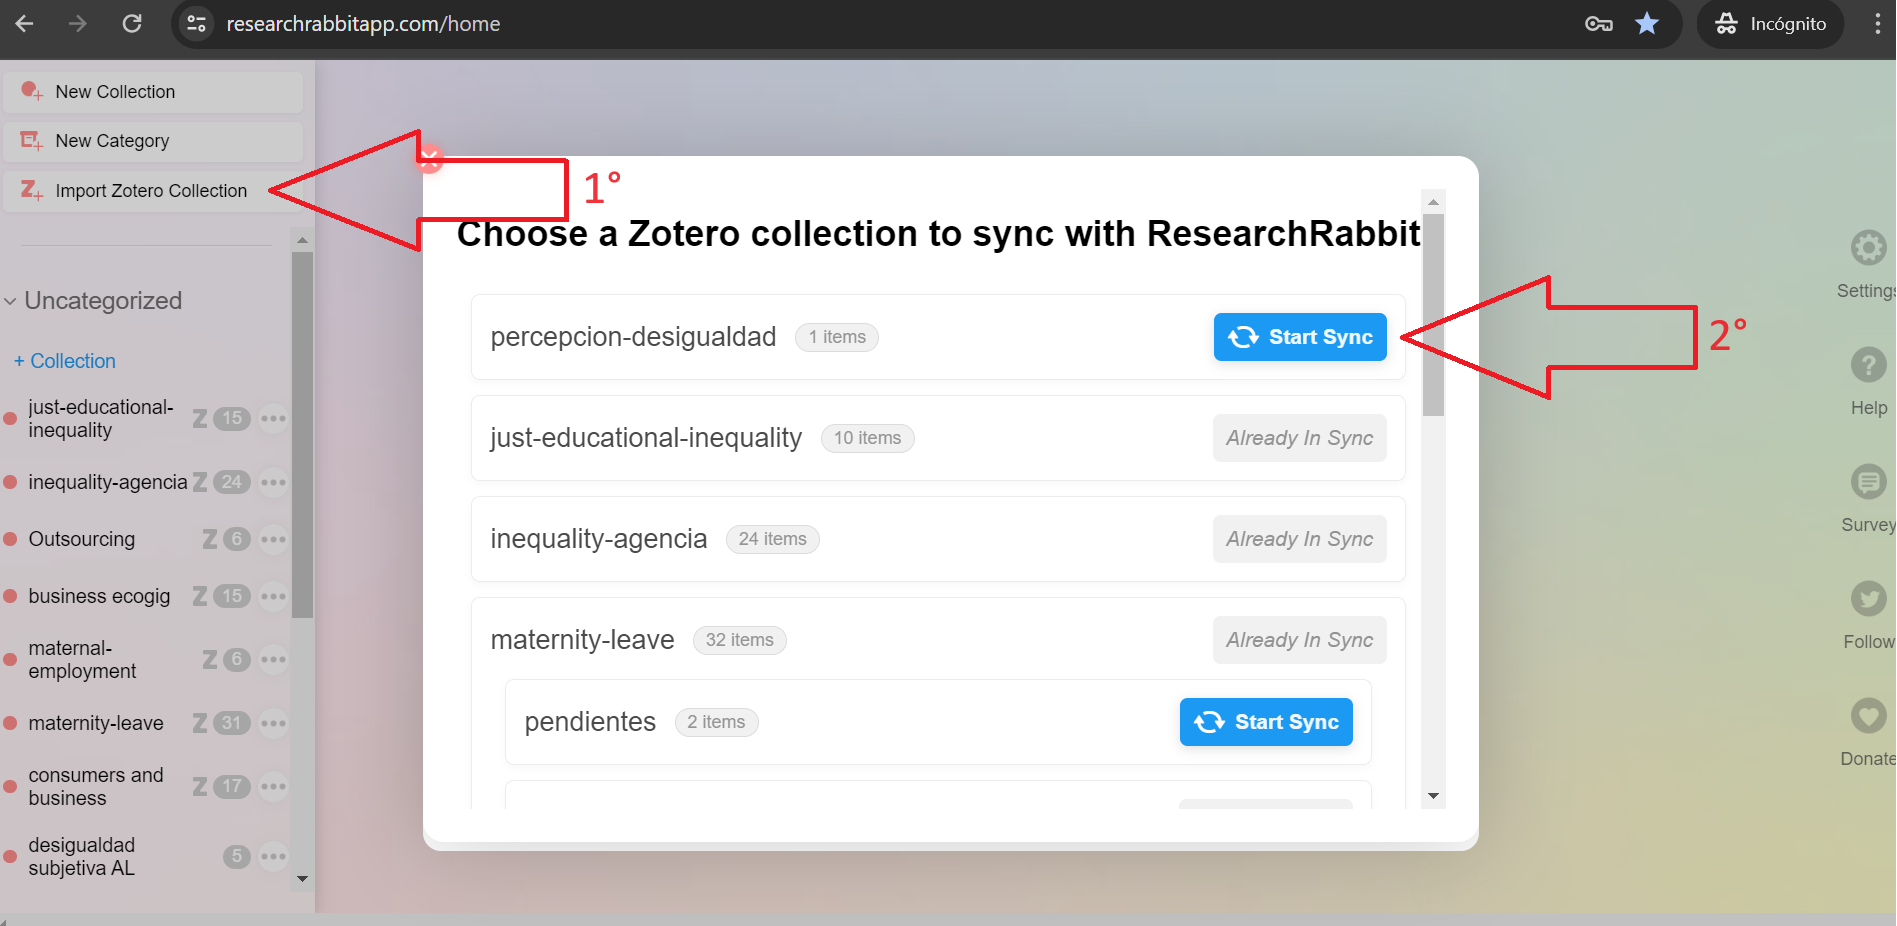 researchrabbitapp.com/home
Incógnito
New Collection
New Category
Import Zotero Collection
1°
Choose a Zotero collection to sync with ResearchRabbit
Uncategorized
+ Collection
just-educational-
inequality
Z 15
inequality-agencia Z 24
Outsourcing Z 6
business ecogig Z 15
maternal-
employment
Z 6
maternity-leave Z 31
consumers and
business
Z 17
desigualdad
subjetiva AL
5
percepcion-desigualdad 1 items Start Sync
2°
just-educational-inequality 10 items Already In Sync
inequality-agencia 24 items Already In Sync
maternity-leave 32 items Already In Sync
pendientes 2 items Start Sync
Settings
Help
Survey
Follow
Donate